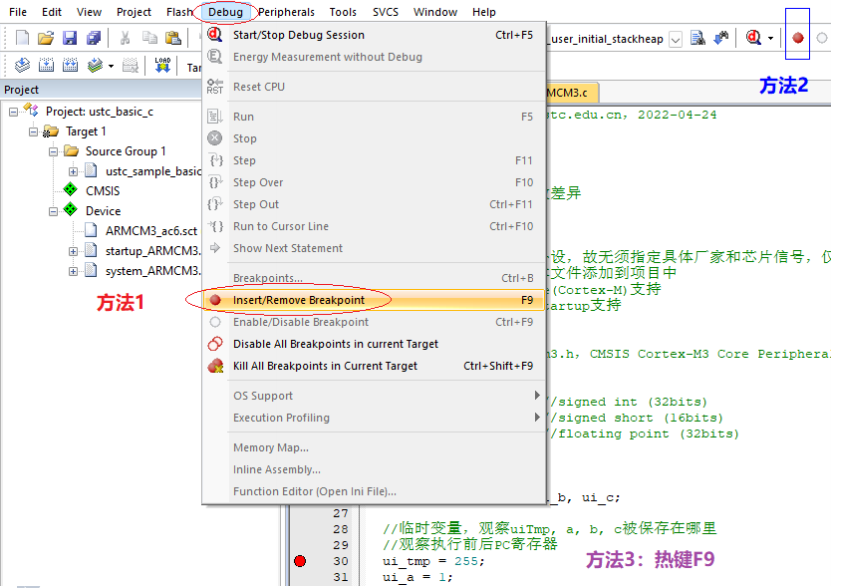 File Edit View Project Flash Debug Peripherals Tools SVCS Window Help
Start/Stop Debug Session Ctrl+F5
_user_initial_stackheap
Energy Measurement without Debug
LOAD
Project
RST Reset CPU
MCM3.c
方法2
Project: ustc_basic_c
Run F5
tc.edu.cn，2022-04-24
Target 1
Stop
Source Group 1
Step F11
ustc_sample_basic
Step Over F10
差异
CMSIS
Device
Step Out Ctrl+F11
ARMCM3_ac6.sct
Run to Cursor Line Ctrl+F10
startup_ARMCM3.
Show Next Statement
设，故无须指定具体厂家和芯片信号，仅
system_ARMCM3.
Breakpoints... Ctrl+B
文件添加到项目中
(Cortex-M)支持
方法1
Insert/Remove Breakpoint F9
tartup支持
Enable/Disable Breakpoint Ctrl+F9
Disable All Breakpoints in current Target
m3.h, CMSIS Cortex-M3 Core Periphera
Kill All Breakpoints in Current Target Ctrl+Shift+F9
OS Support
//signed int (32bits)
Execution Profiling
//signed short (16bits)
//floating point (32bits)
Memory Map...
Inline Assembly...
Function Editor (Open Ini File)...
_b, ui_c;
27
28 //临时变量，观察uiTmp, a, b, c被保存在哪里
29 //观察执行前后PC寄存器
30 ui_tmp = 255;
方法3：热键F9
31 ui_a = 1;